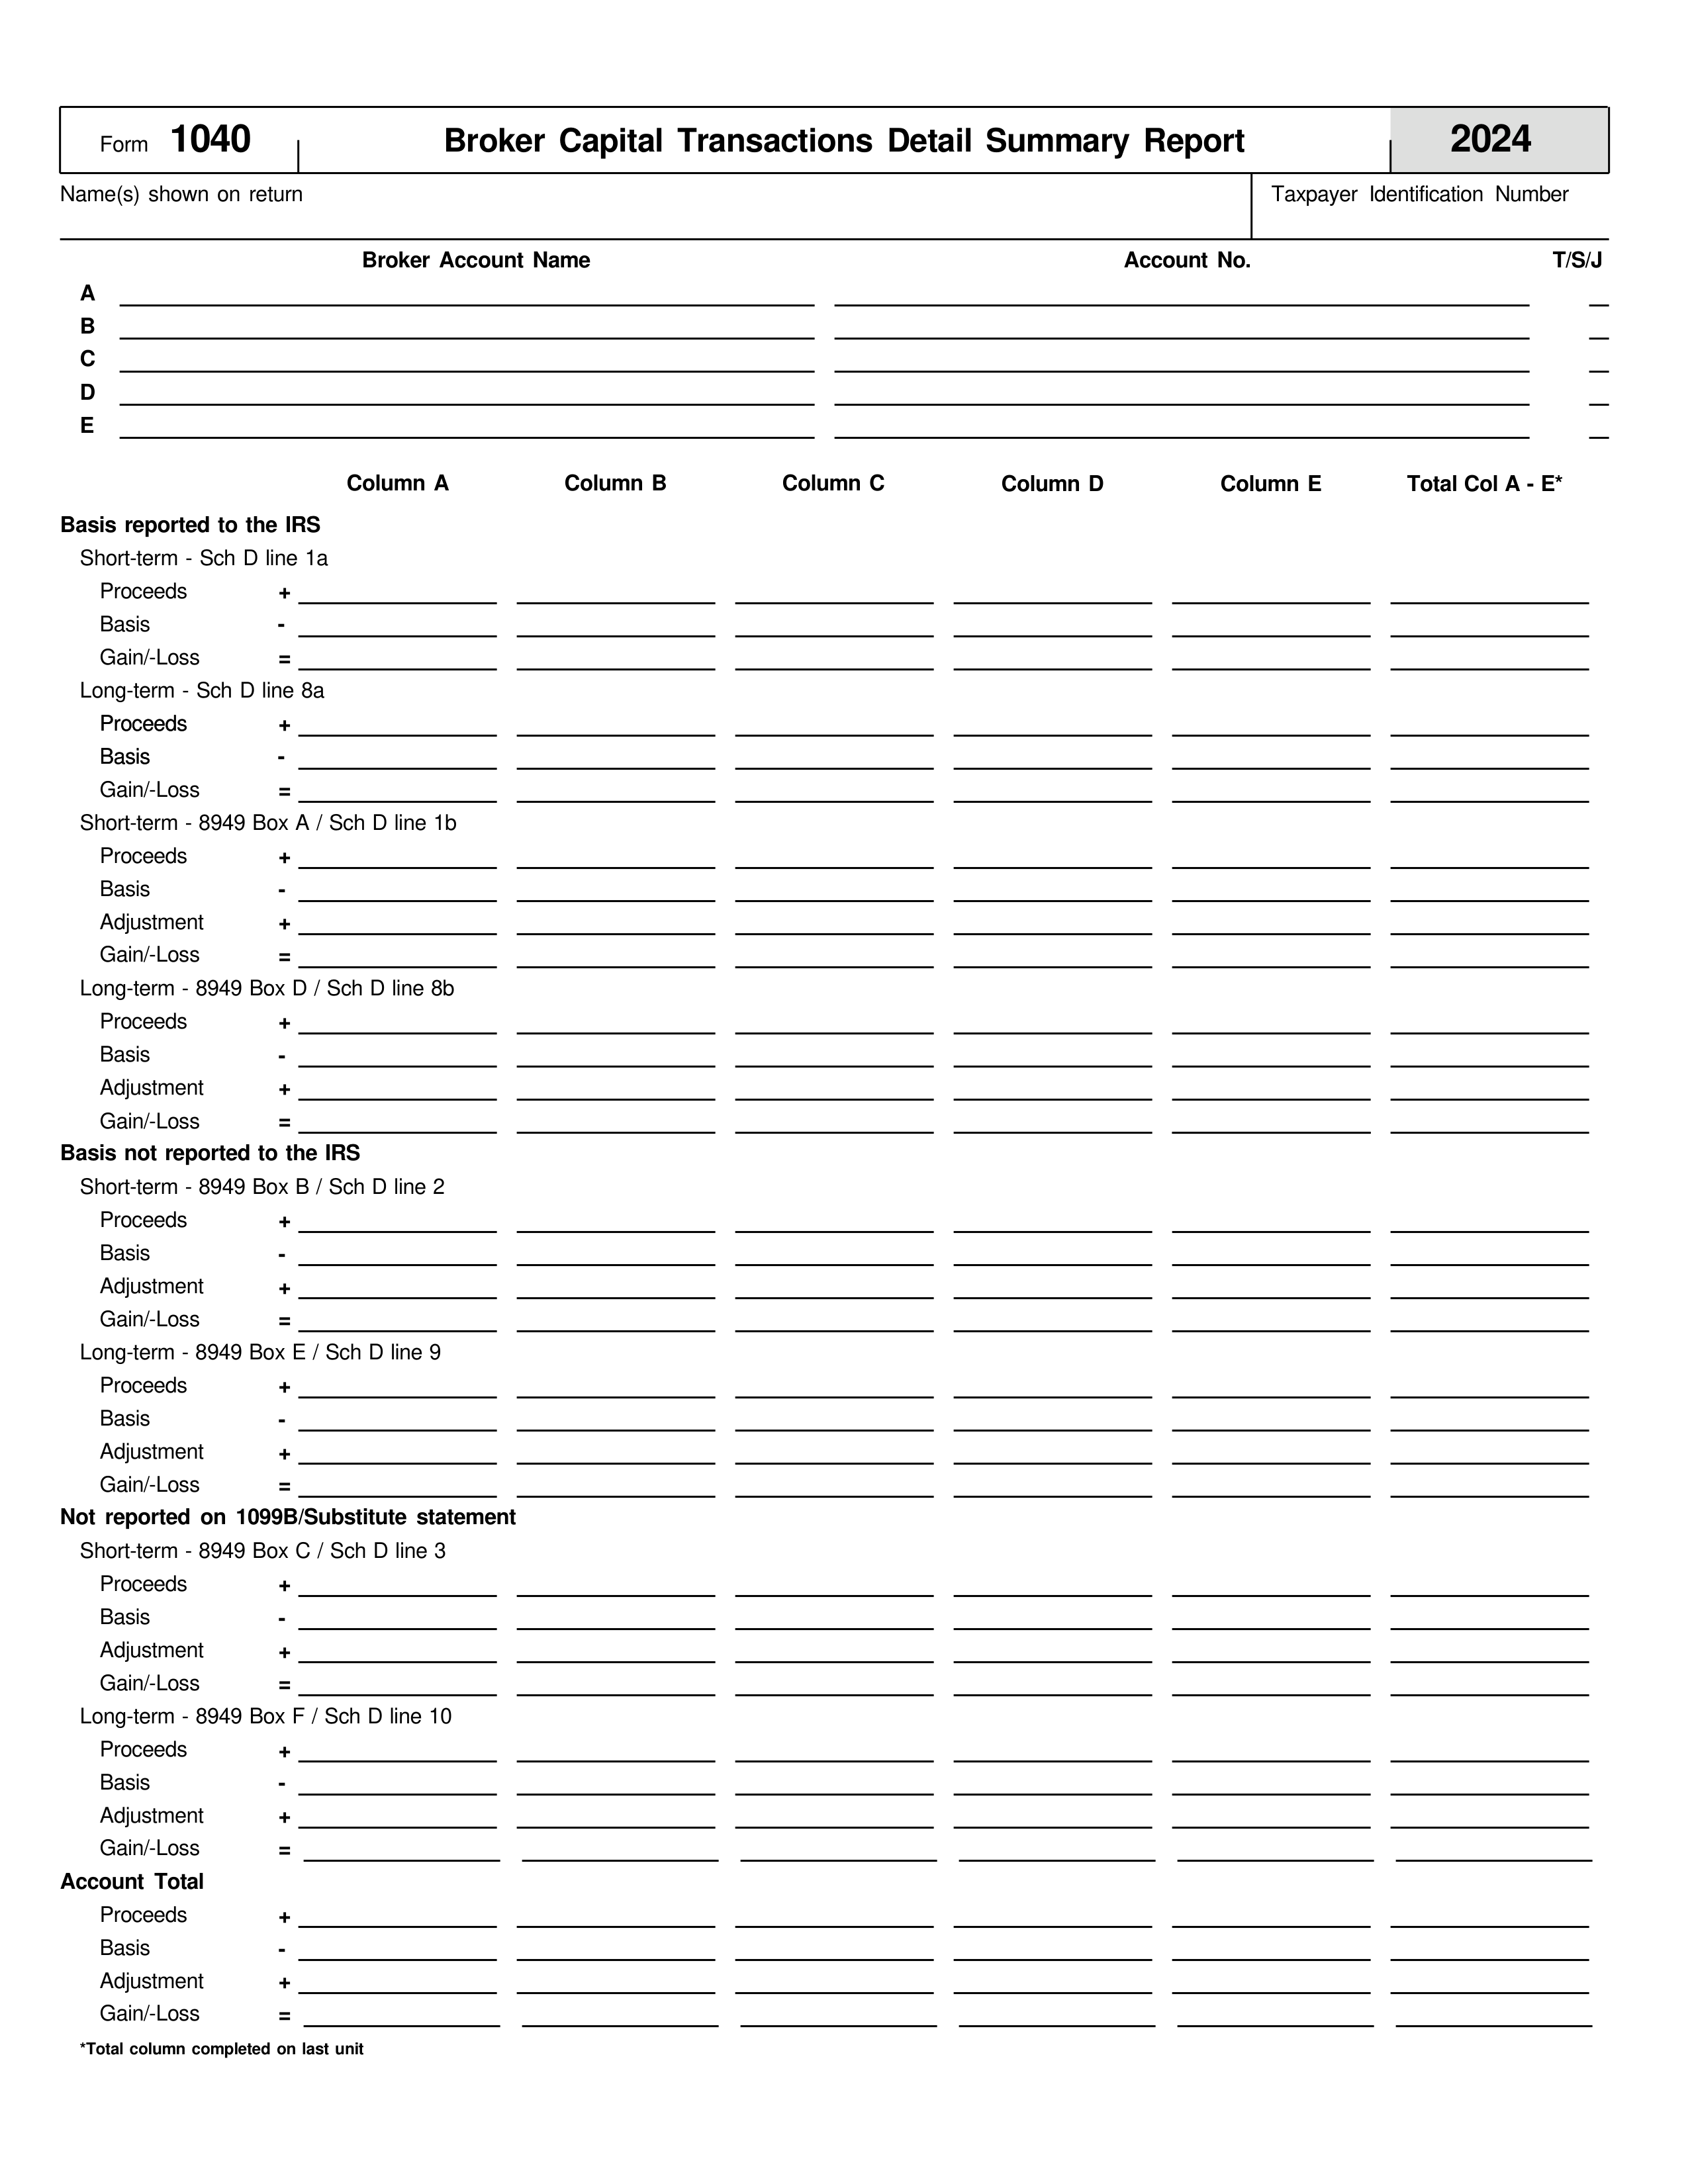 Form 1040 Broker Capital Transactions Detail Summary Report 2024
Name(s) shown on return Taxpayer Identification Number
Broker Account Name Account No. T/S/J
A
B
C
D
E
Column A Column B Column C Column D Column E Total Col A - E*
Basis reported to the IRS
Short-term - Sch D line 1a
Proceeds +
Basis -
Gain/-Loss =
Long-term - Sch D line 8a
Proceeds +
Basis -
Gain/-Loss =
Short-term - 8949 Box A / Sch D line 1b
Proceeds +
Basis -
Adjustment +
Gain/-Loss =
Long-term - 8949 Box D / Sch D line 8b
Proceeds +
Basis -
Adjustment +
Gain/-Loss =
Basis not reported to the IRS
Short-term - 8949 Box B / Sch D line 2
Proceeds +
Basis -
Adjustment +
Gain/-Loss =
Long-term - 8949 Box E / Sch D line 9
Proceeds +
Basis -
Adjustment +
Gain/-Loss =
Not reported on 1099B/Substitute statement
Short-term - 8949 Box C / Sch D line 3
Proceeds +
Basis -
Adjustment +
Gain/-Loss =
Long-term - 8949 Box F / Sch D line 10
Proceeds +
Basis -
Adjustment +
Gain/-Loss =
Account Total
Proceeds +
Basis -
Adjustment +
Gain/-Loss =
*Total column completed on last unit